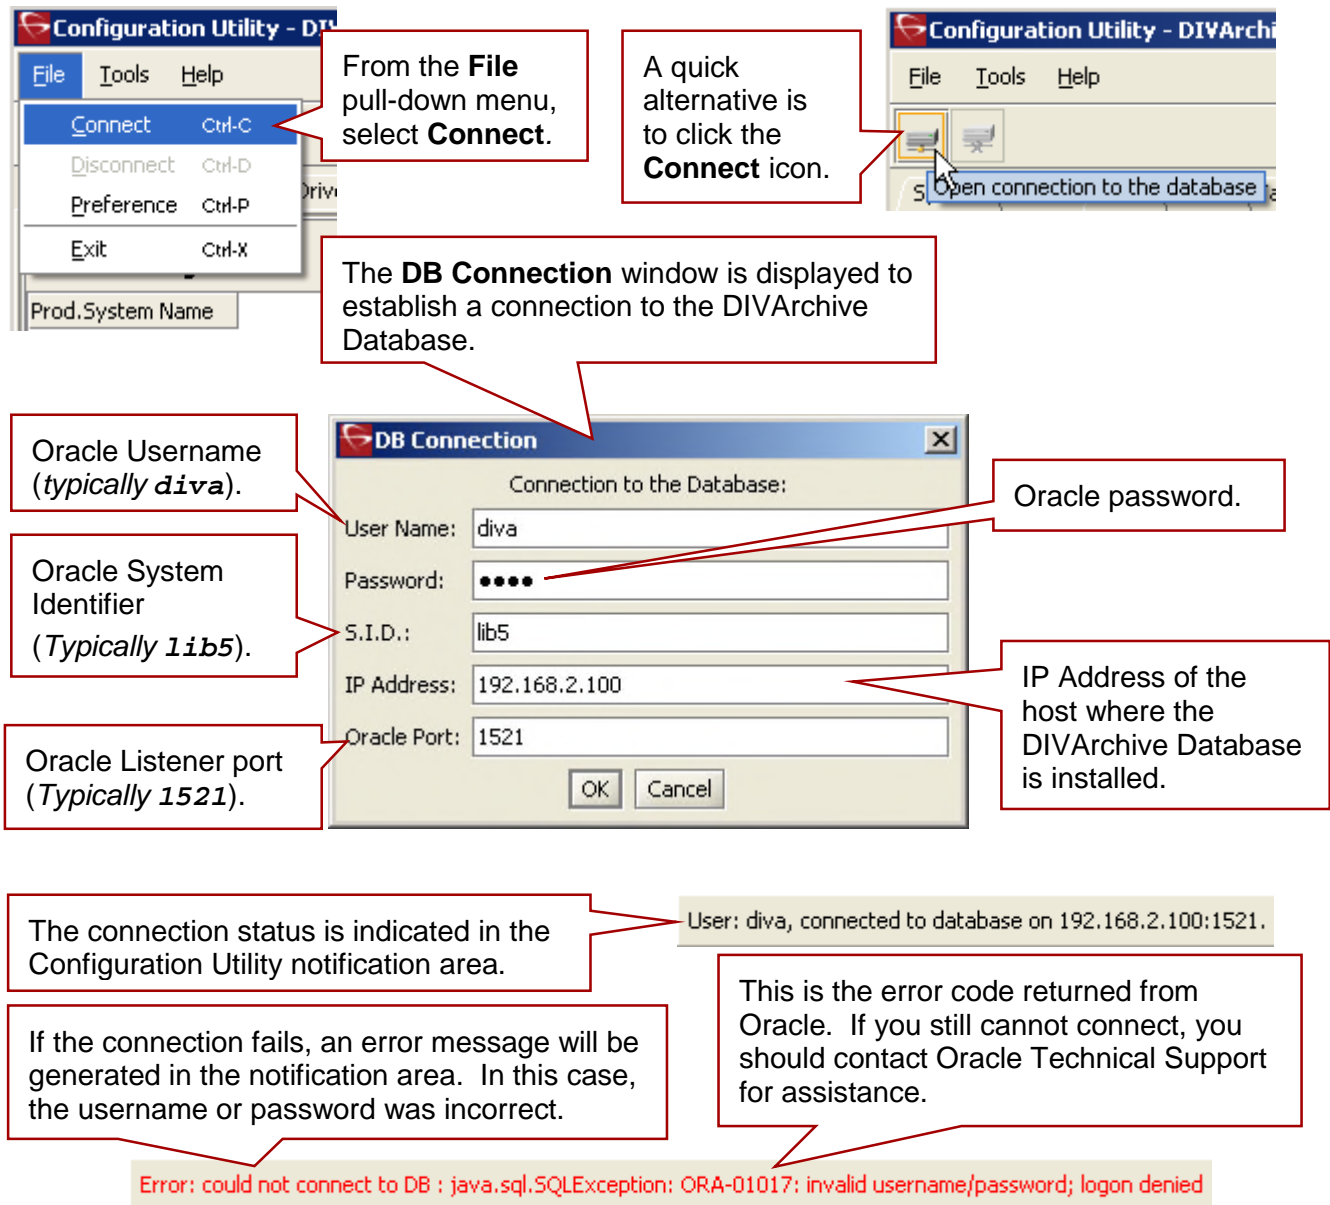 Configuration Utility - DIV
File Tools Help
Connect Ctrl-C
Disconnect Ctrl-D
Preference Ctrl-P
Exit Ctrl-X
Drive
Prod.System Name
From the File
pull-down menu,
select Connect.
A quick
alternative is
to click the
Connect icon.
Configuration Utility - DIVArchi
File Tools Help
Open connection to the database
The DB Connection window is displayed to
establish a connection to the DIVArchive
Database.
Oracle Username
(typically diva).
Oracle System
Identifier
(Typically lib5).
Oracle Listener port
(Typically 1521).
DB Connection
Connection to the Database:
User Name: diva
Password: ●●●●
S.I.D.: lib5
IP Address: 192.168.2.100
Oracle Port: 1521
OK Cancel
Oracle password.
IP Address of the
host where the
DIVArchive Database
is installed.
The connection status is indicated in the
Configuration Utility notification area.
User: diva, connected to database on 192.168.2.100:1521.
If the connection fails, an error message will be
generated in the notification area. In this case,
the username or password was incorrect.
This is the error code returned from
Oracle. If you still cannot connect, you
should contact Oracle Technical Support
for assistance.
Error: could not connect to DB : java.sql.SQLException: ORA-01017: invalid username/password; logon denied